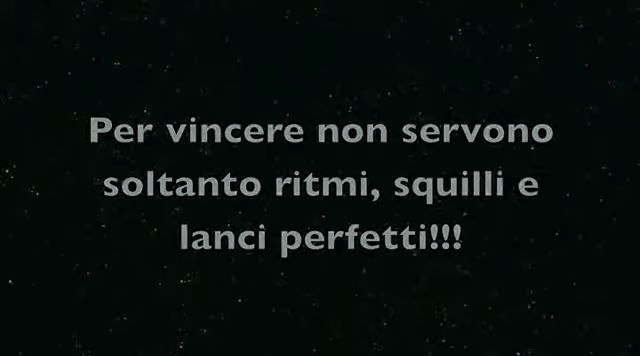 Per vincere non servono
soltanto ritmi, squilli e
lanci perfetti!!!